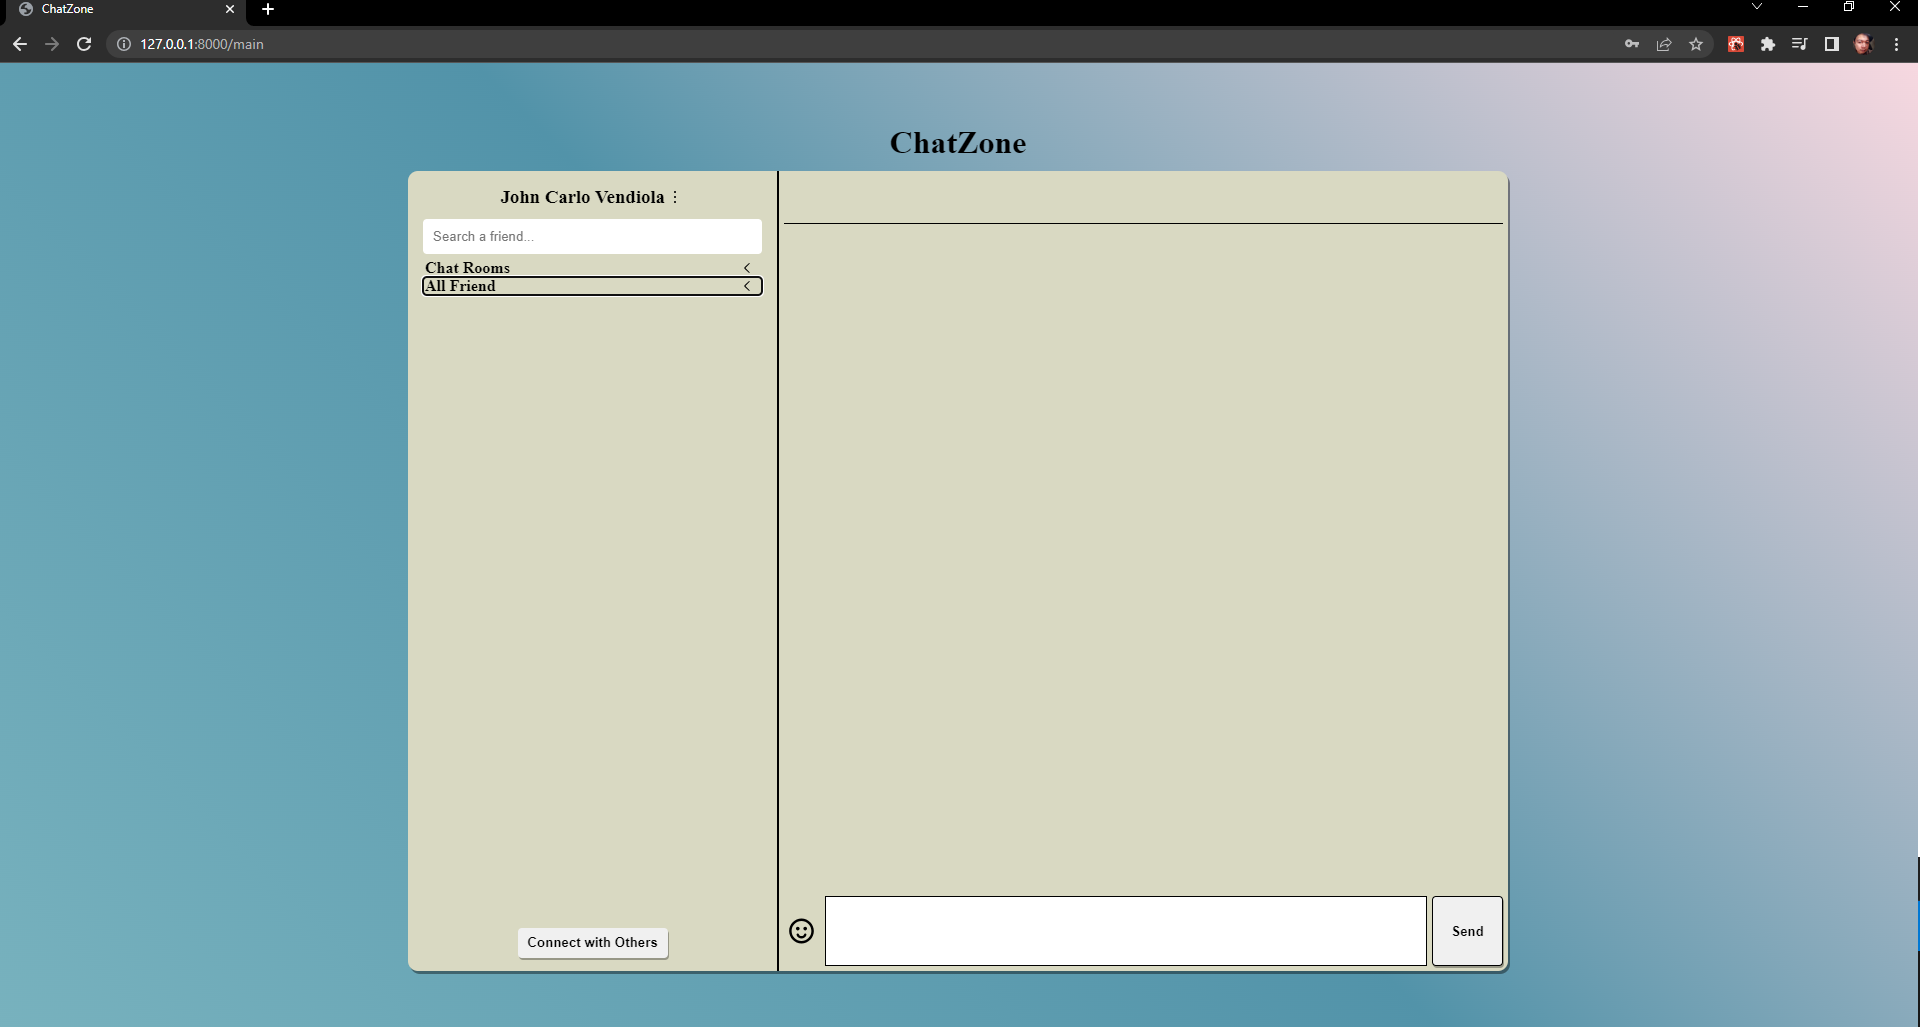 ChatZone
127.0.0.1:8000/main
ChatZone
John Carlo Vendiola
Search a friend...
Chat Rooms
All Friend
Connect with Others
Send